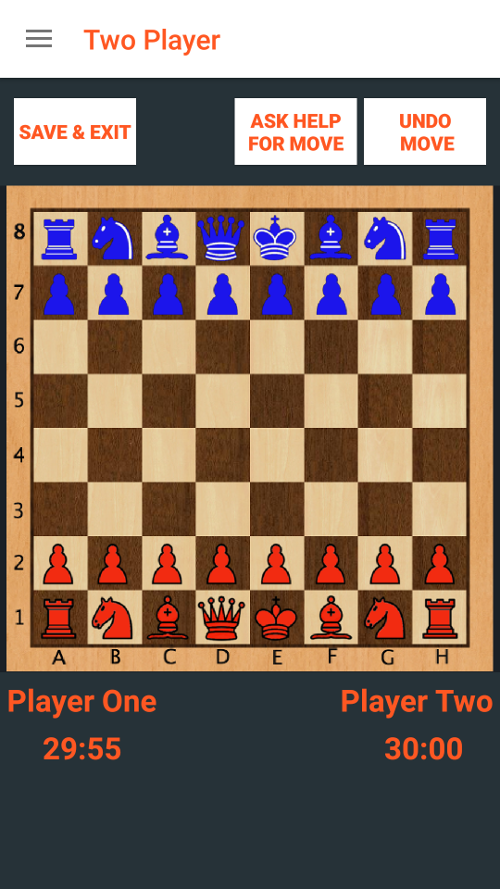 Two Player
SAVE & EXIT
ASK HELP
FOR MOVE
UNDO
MOVE
8
7
6
5
4
3
2
1
A B C D E F G H
Player One
Player Two
29:55
30:00